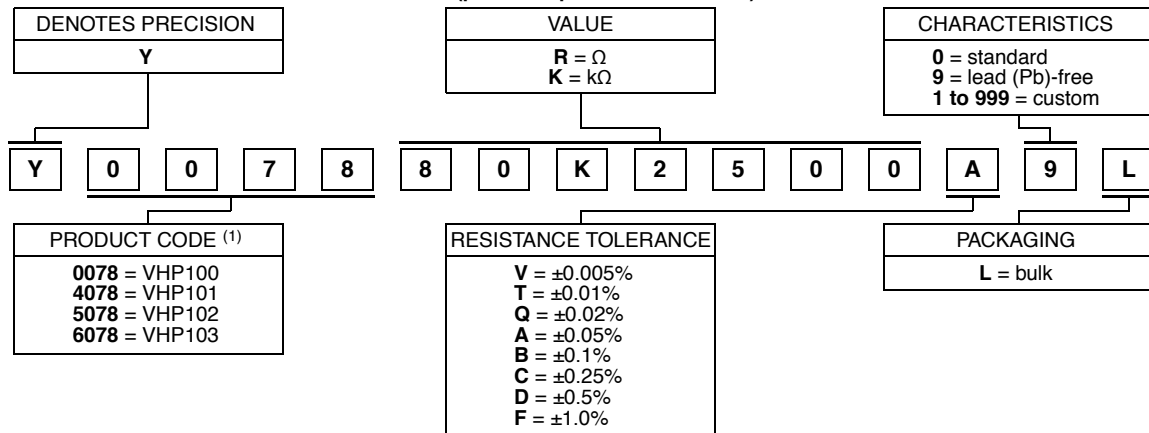 DENOTES PRECISION
Y
VALUE
R = Ω
K = kΩ
CHARACTERISTICS
0 = standard
9 = lead (Pb)-free
1 to 999 = custom
Y 0 0 7 8 8 0 K 2 5 0 0 A 9 L
PRODUCT CODE (1)
0078 = VHP100
4078 = VHP101
5078 = VHP102
6078 = VHP103
RESISTANCE TOLERANCE
V = ±0.005%
T = ±0.01%
Q = ±0.02%
A = ±0.05%
B = ±0.1%
C = ±0.25%
D = ±0.5%
F = ±1.0%
PACKAGING
L = bulk